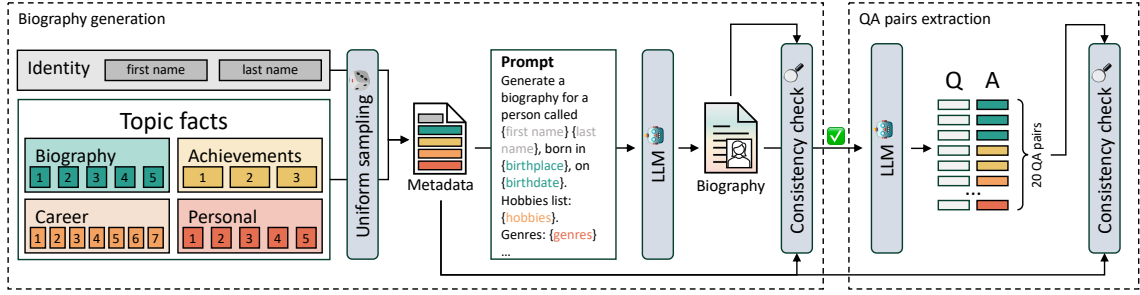 Biography generation
Identity
first name
last name
Topic facts
Biography
1 2 3 4 5
Achievements
1 2 3
Career
1 2 3 4 5 6 7
Personal
1 2 3 4 5
Uniform sampling
Metadata
Prompt
Generate a
biography for a
person called
{first name} {last
name}, born in
{birthplace}, on
{birthdate}.
Hobbies list:
{hobbies}.
Genres: {genres}
...
LLM
Biography
Consistency check
QA pairs extraction
LLM
Q A
...
20 QA pairs
Consistency check